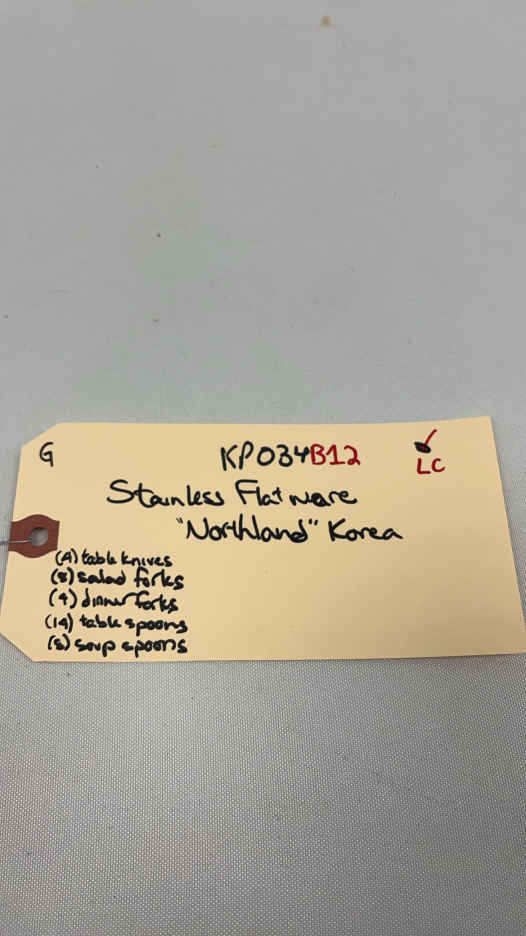 G
KP034B12
LC
Stainless Flatware
"Northland" Korea
(4) table knives
(8) salad forks
(4) dinner forks
(14) table spoons
(8) soup spoons